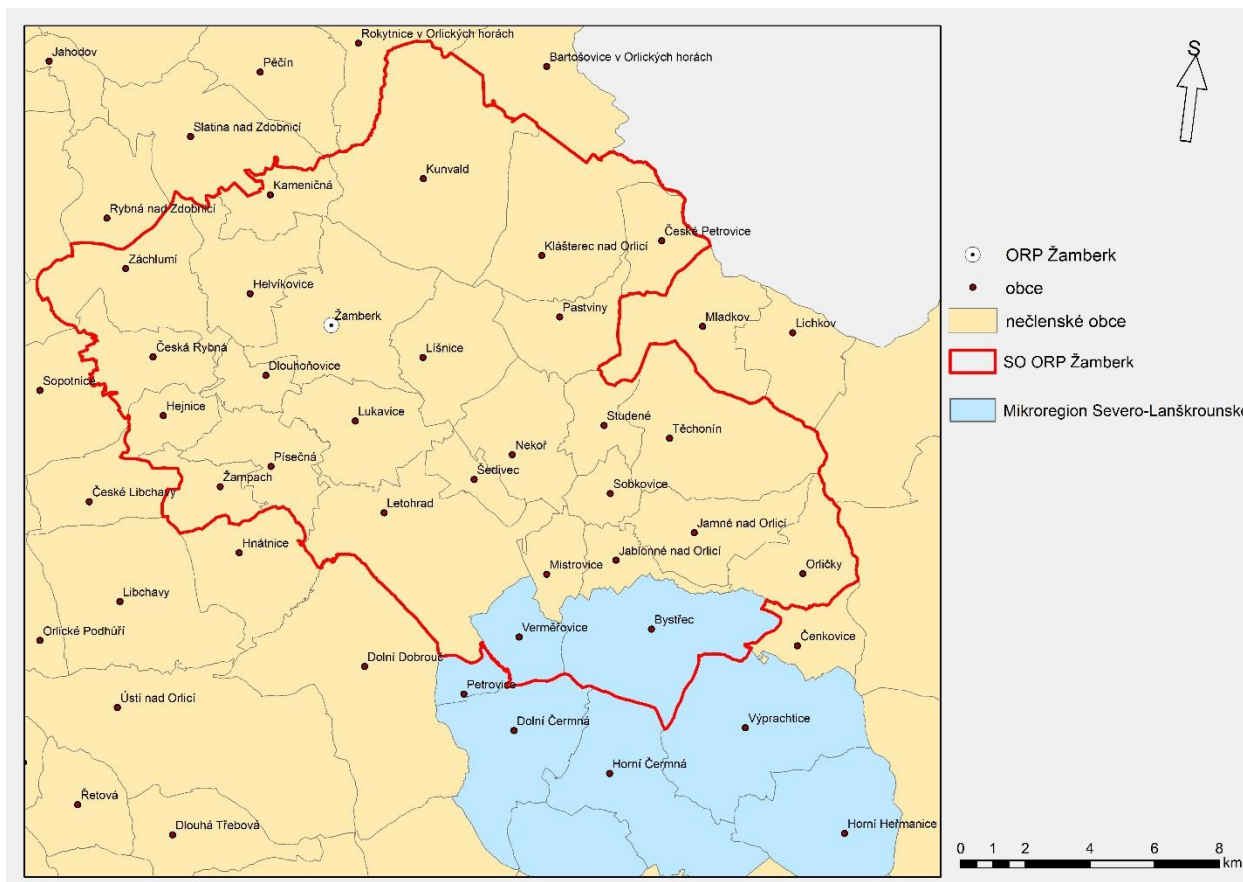 Rokytnice v Orlických horách
Jahodov
Pěčín
Bartošovice v Orlických horách
S
Slatina nad Zdobnicí
Kunvald
Kameničná
Rybná nad Zdobnicí
České Petrovice
Klášterec nad Orlicí
Záchlumí
Helvíkovice
Pastviny
Žamberk
Mladkov
Lichkov
Česká Rybná
Líšnice
Dlouhoňovice
Sopotnice
Hejnice
Lukavice
Studené
Těchonín
Nekoř
Písečná
Šedivec
Žampach
Sobkovice
České Libchavy
Letohrad
Jamné nad Orlicí
Hnátnice
Jablonné nad Orlicí
Mistrovice
Orličky
Libchavy
Verměřovice
Bystřec
Orlické Podhůří
Čenkovice
Dolní Dobrouč
Petrovice
Ústí nad Orlicí
Dolní Čermná
Výprachtice
Horní Čermná
Řetová
Dlouhá Třebová
Horní Heřmanice
ORP Žamberk
obce
nečlenské obce
SO ORP Žamberk
Mikroregion Severo-Lanškrounske
0 1 2 4 6 8
km